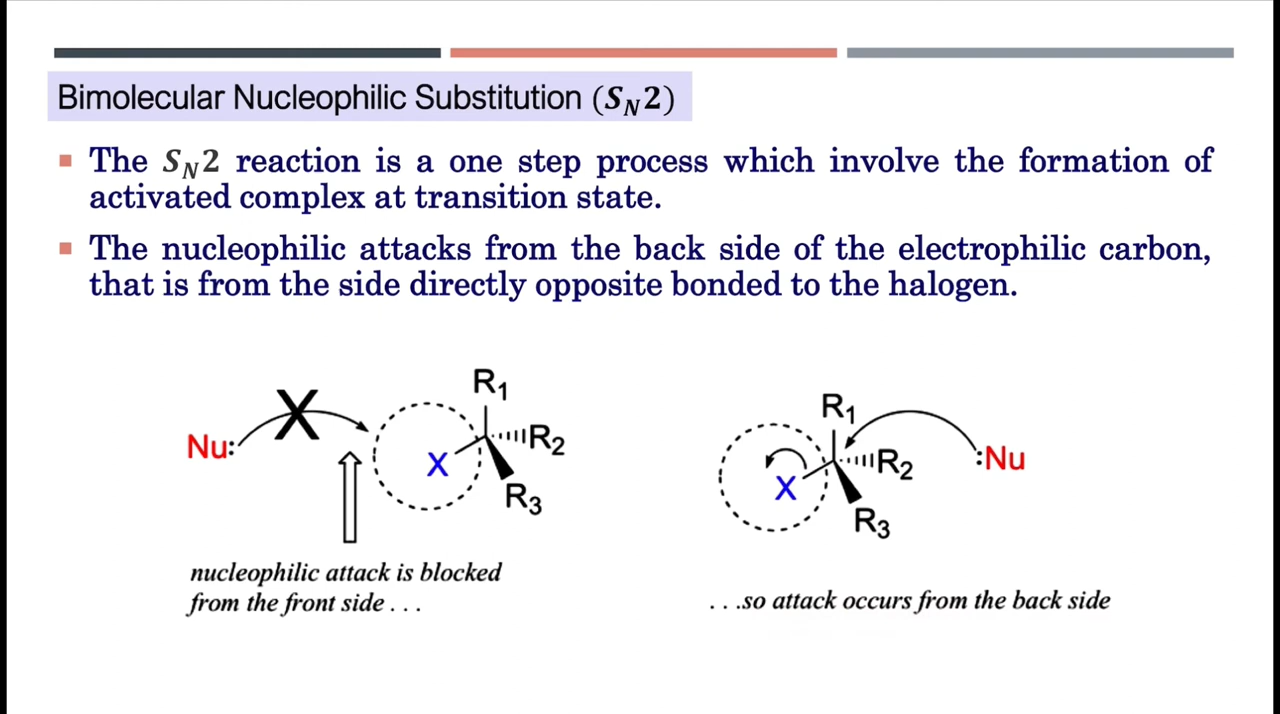 Bimolecular Nucleophilic Substitution (S_N2)
The S_N2 reaction is a one step process which involve the formation of
activated complex at transition state.
The nucleophilic attacks from the back side of the electrophilic carbon,
that is from the side directly opposite bonded to the halogen.
X
Nu:
R₁
R₂
X
R₃
nucleophilic attack is blocked
from the front side . . .
R₁
R₂
:Nu
X
R₃
. . .so attack occurs from the back side